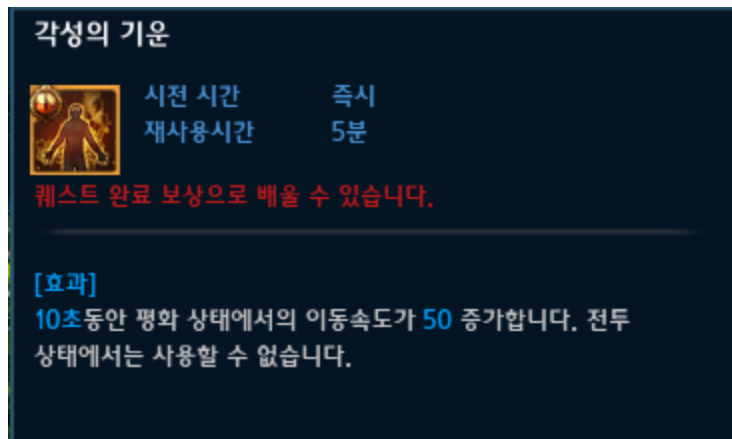 각성의 기운
시전 시간 즉시
재사용시간 5분
퀘스트 완료 보상으로 배울 수 있습니다.
[효과]
10초동안 평화 상태에서의 이동속도가 50 증가합니다. 전투
상태에서는 사용할 수 없습니다.